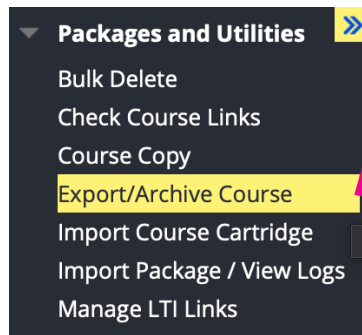 Packages and Utilities
Bulk Delete
Check Course Links
Course Copy
Export/Archive Course
Import Course Cartridge
Import Package / View Logs
Manage LTI Links